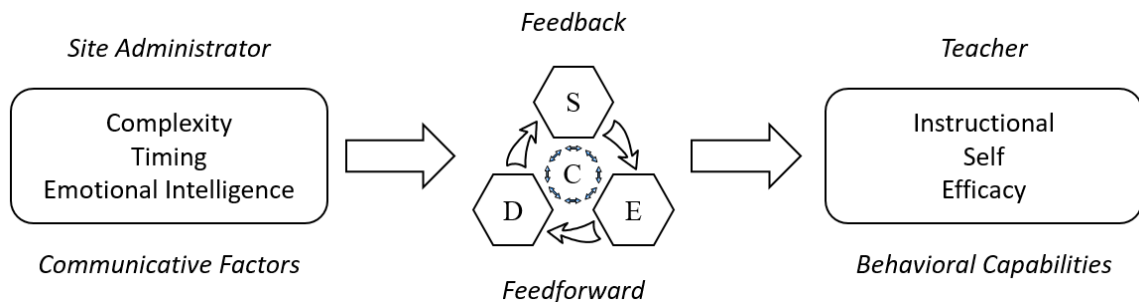 Site Administrator
Complexity
Timing
Emotional Intelligence
Communicative Factors
Feedback
S
C
D
E
Feedforward
Teacher
Instructional
Self
Efficacy
Behavioral Capabilities